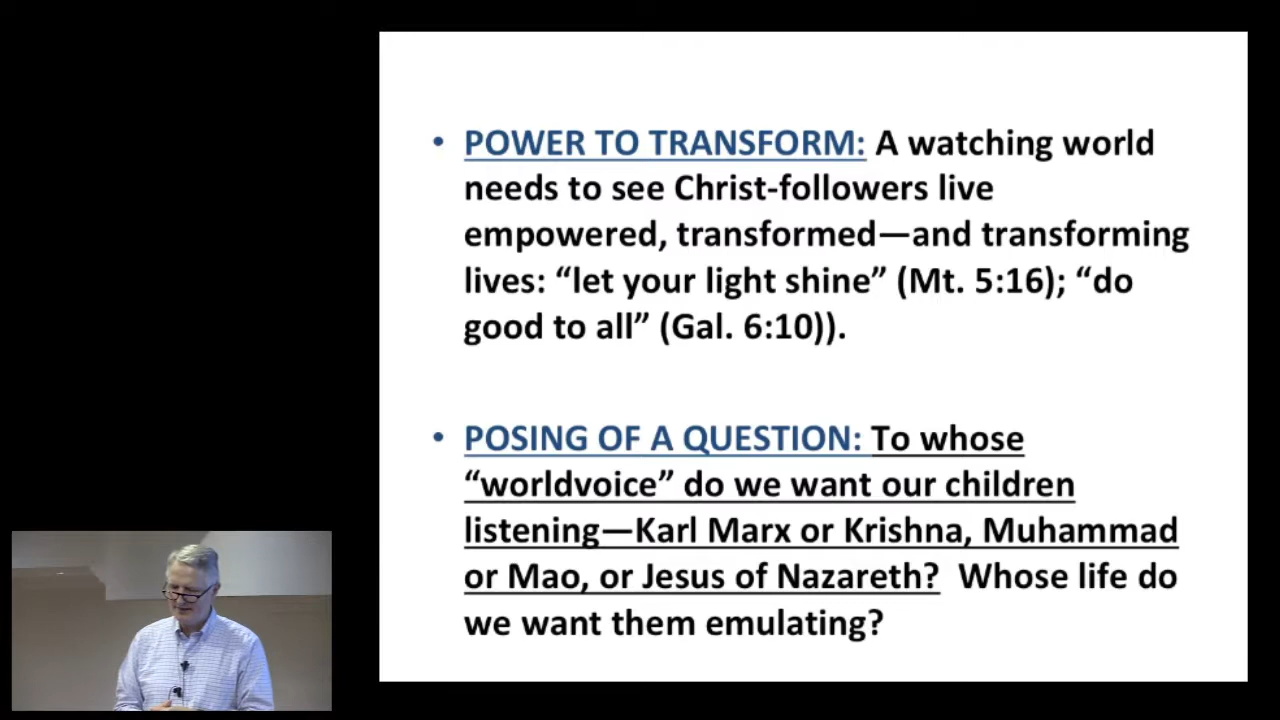 • POWER TO TRANSFORM: A watching world
needs to see Christ-followers live
empowered, transformed—and transforming
lives: “let your light shine” (Mt. 5:16); “do
good to all” (Gal. 6:10)).
• POSING OF A QUESTION: To whose
“worldvoice” do we want our children
listening—Karl Marx or Krishna, Muhammad
or Mao, or Jesus of Nazareth?  Whose life do
we want them emulating?